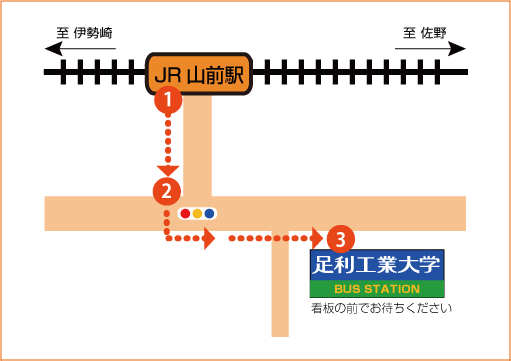 至 伊勢崎
至 佐野
JR 山前駅
1
2
3
足利工業大学
BUS STATION
看板の前でお待ちください